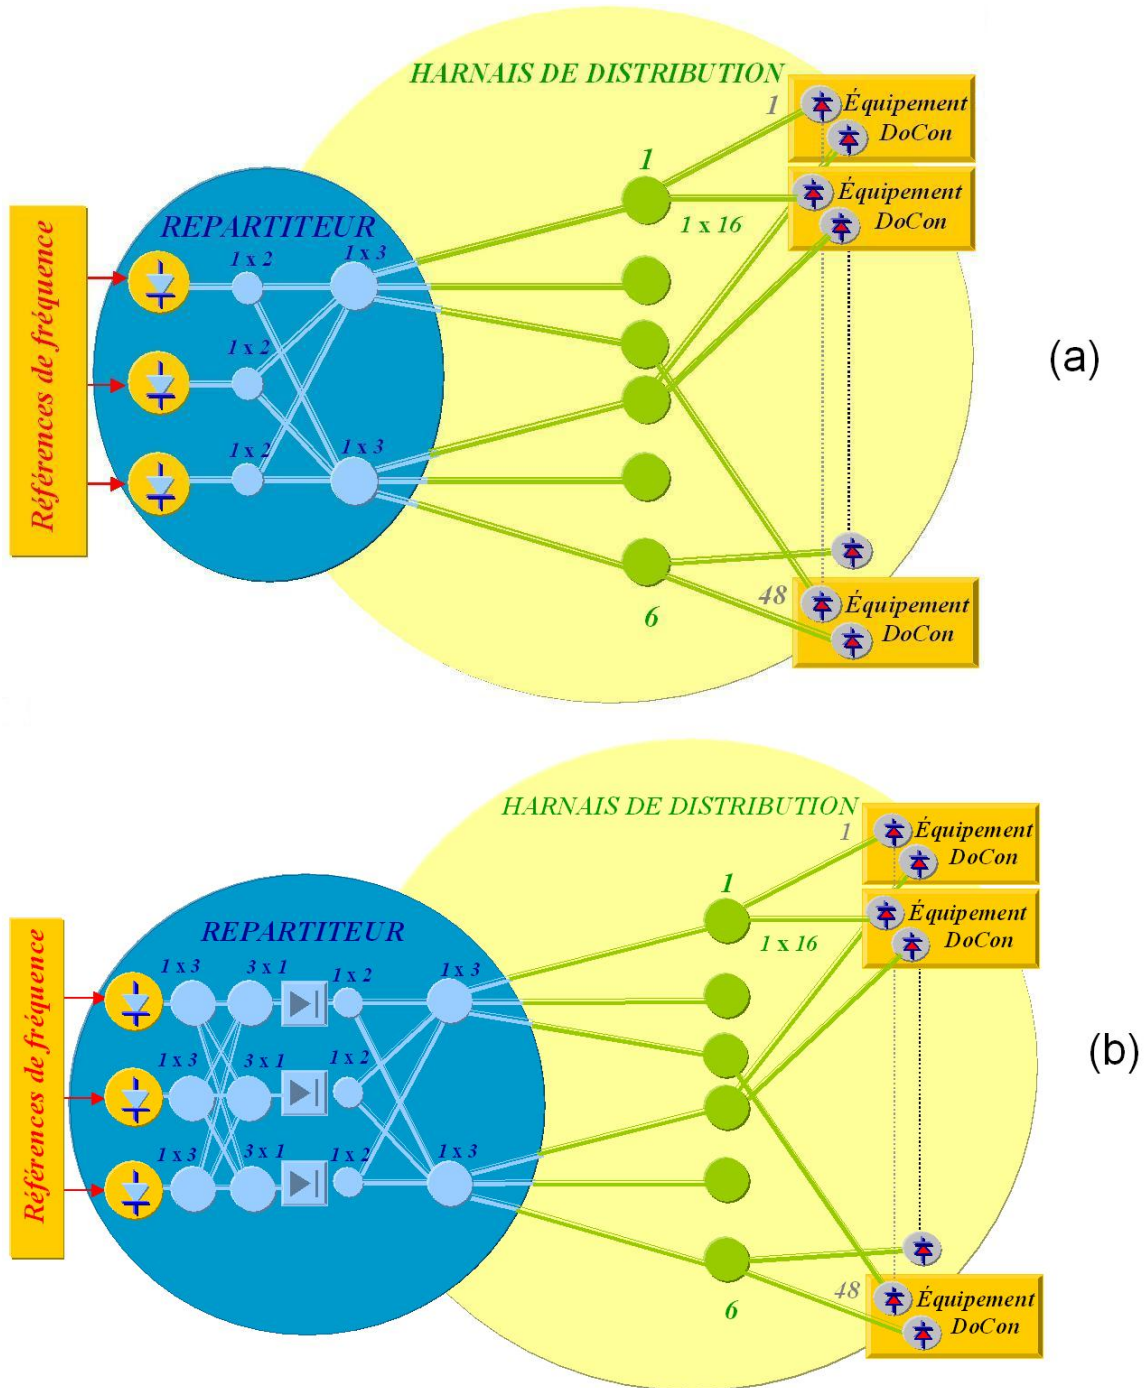 HARNAIS DE DISTRIBUTION
1
Équipement
DoCon
1
Équipement
DoCon
1 x 16
REPARTITEUR
Références de fréquence
1 x 2
1 x 3
1 x 2
1 x 2
1 x 3
6
48
Équipement
DoCon
(a)
HARNAIS DE DISTRIBUTION
1
Équipement
DoCon
1
Équipement
DoCon
1 x 16
REPARTITEUR
Références de fréquence
1 x 3
3 x 1
1 x 2
1 x 3
1 x 3
3 x 1
1 x 2
1 x 3
3 x 1
1 x 2
1 x 3
6
48
Équipement
DoCon
(b)